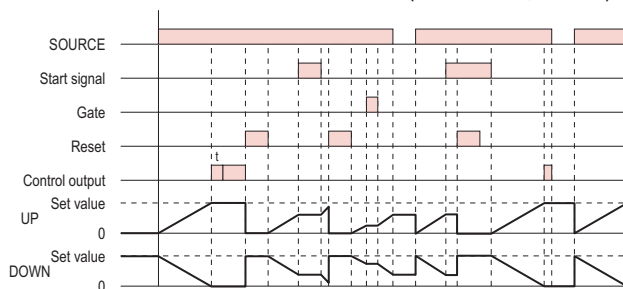 SOURCE
Start signal
Gate
Reset
t
Control output
Set value
UP
0
Set value
DOWN
0